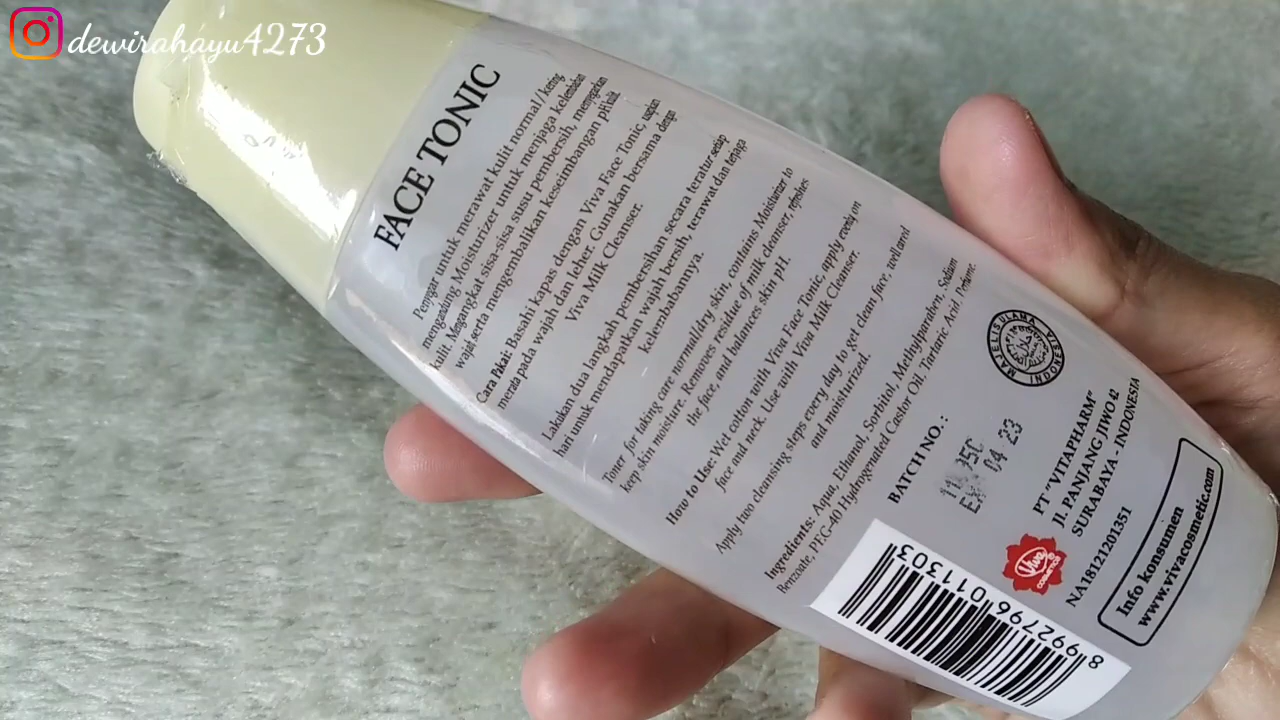 dewirahayu4273
FACE TONIC
Penyegar untuk merawat kulit normal/kering,
mengandung Moisturizer untuk menjaga kelembaban
kulit. Mengangkat sisa-sisa susu pembersih, menyegarkan
wajah serta mengembalikan keseimbangan pH kulit.
Cara Pakai: Basahi kapas dengan Viva Face Tonic, usapkan
merata pada wajah dan leher. Gunakan bersama dengan
Viva Milk Cleanser.
Lakukan dua langkah pembersihan secara teratur setiap
hari untuk mendapatkan wajah bersih, terawat dan terjaga
kelembabannya.
Toner for taking care normal/dry skin, contains Moisturizer to
keep skin moisture. Removes residue of milk cleanser, refreshes
the face, and balances skin pH.
How to Use: Wet cotton with Viva Face Tonic, apply evenly on
face and neck. Use with Viva Milk Cleanser.
Apply two cleansing steps every day to get clean face, wellcared
and moisturized.
Ingredients: Aqua, Ethanol, Sorbitol, Methylparaben, Sodium
Benzoate, PEG-40 Hydrogenated Castor Oil, Tartaric Acid, Perfume.
BATCH NO. :
04 23
MAJELIS ULAMA INDONESIA
PT "VITAPHARM"
Jl. PANJANG JIWO 42
SURABAYA - INDONESIA
Viva
COSMETICS
NA18121201351
Info konsumen
www.vivacosmetic.com
8 992796 011303